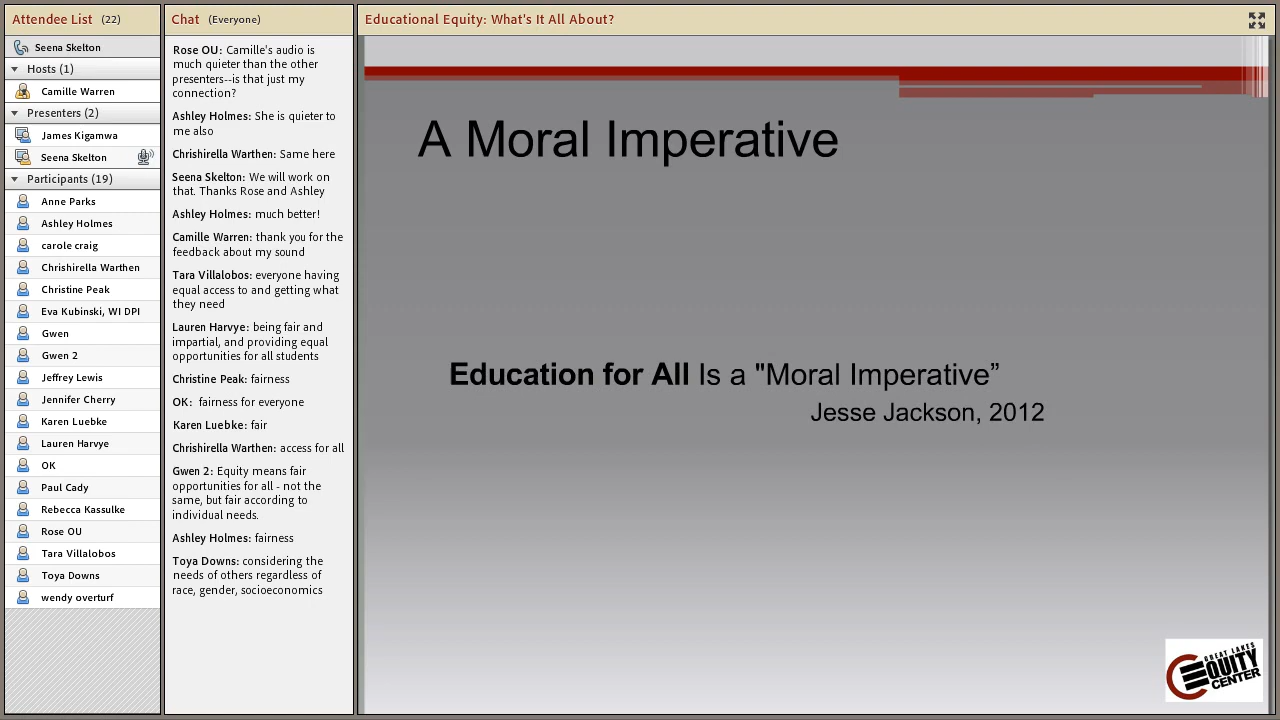 Attendee List (22)
Seena Skelton
Hosts (1)
Camille Warren
Presenters (2)
James Kigamwa
Seena Skelton
Participants (19)
Anne Parks
Ashley Holmes
carole craig
Chrishirella Warthen
Christine Peak
Eva Kubinski, WI DPI
Gwen
Gwen 2
Jeffrey Lewis
Jennifer Cherry
Karen Luebke
Lauren Harvye
OK
Paul Cady
Rebecca Kassulke
Rose OU
Tara Villalobos
Toya Downs
wendy overturf
Chat (Everyone)
Rose OU: Camille's audio is
much quieter than the other
presenters--is that just my
connection?
Ashley Holmes: She is quieter to
me also
Chrishirella Warthen: Same here
Seena Skelton: We will work on
that. Thanks Rose and Ashley
Ashley Holmes: much better!
Camille Warren: thank you for the
feedback about my sound
Tara Villalobos: everyone having
equal access to and getting what
they need
Lauren Harvye: being fair and
impartial, and providing equal
opportunities for all students
Christine Peak: fairness
OK: fairness for everyone
Karen Luebke: fair
Chrishirella Warthen: access for all
Gwen 2: Equity means fair
opportunities for all - not the
same, but fair according to
individual needs.
Ashley Holmes: fairness
Toya Downs: considering the
needs of others regardless of
race, gender, socioeconomics
Educational Equity: What's It All About?
A Moral Imperative
Education for All Is a "Moral Imperative”
Jesse Jackson, 2012
GREAT LAKES
EQUITY
CENTER